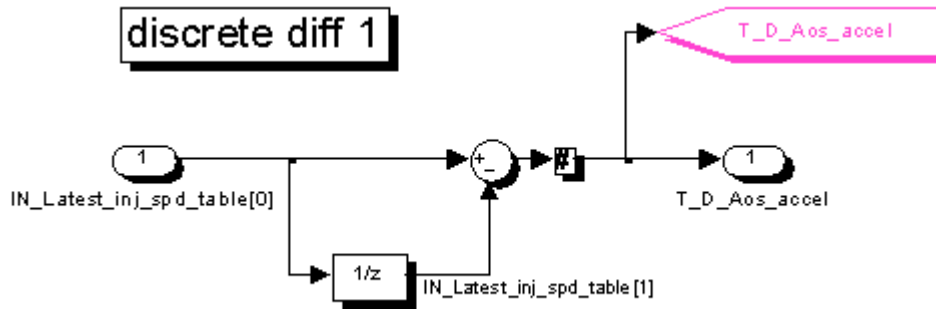 discrete diff 1
T_D_Aos_accel
1
IN_Latest_inj_spd_table[0]
+
−
#
1
T_D_Aos_accel
1/z
IN_Latest_inj_spd_table[1]